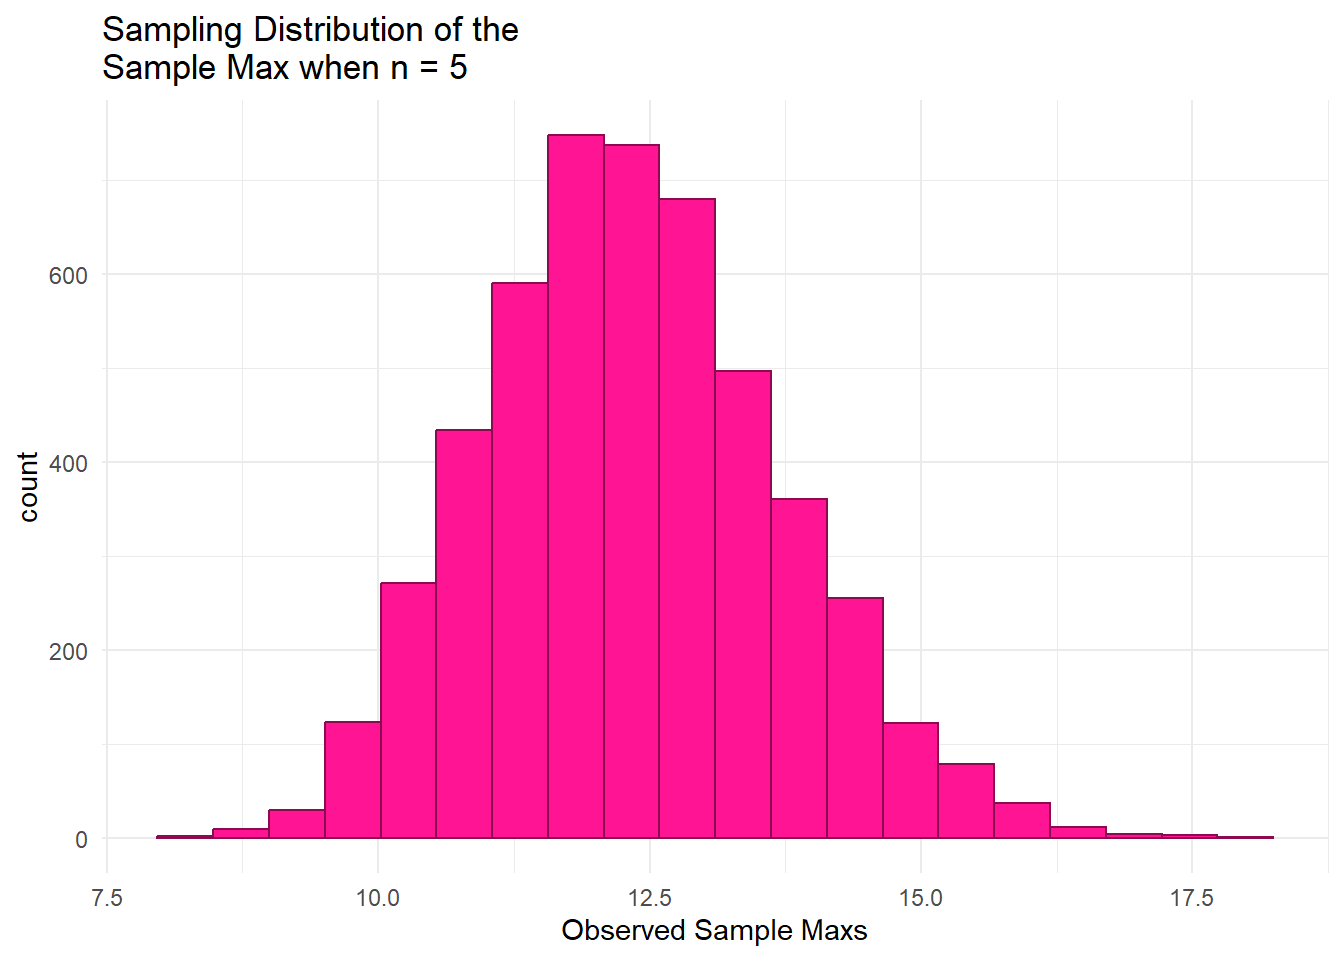 Sampling Distribution of the
Sample Max when n = 5
count
600
400
200
0
7.5 10.0 12.5 15.0 17.5
Observed Sample Maxs